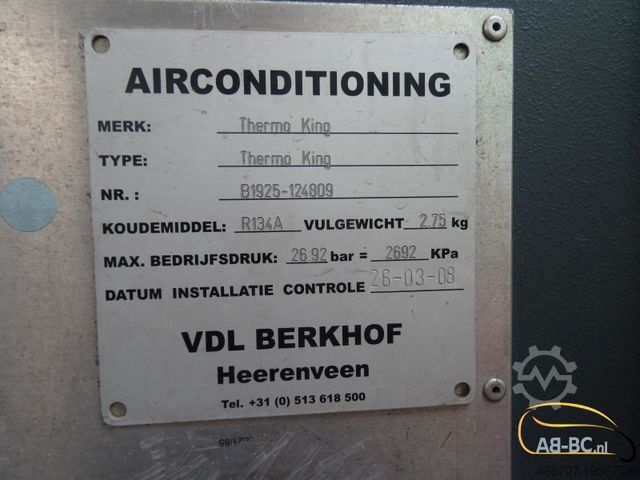 AIRCONDITIONING
MERK: Thermo King
TYPE: Thermo King
NR. : B1925-124809
KOUDEMIDDEL: R134A VULGEWICHT 2,75 kg
MAX. BEDRIJFSDRUK: 26,92 bar = 2692 KPa
DATUM INSTALLATIE CONTROLE 26-03-08
VDL BERKHOF
Heerenveen
Tel. +31 (0) 513 618 500
AB-BC.nl